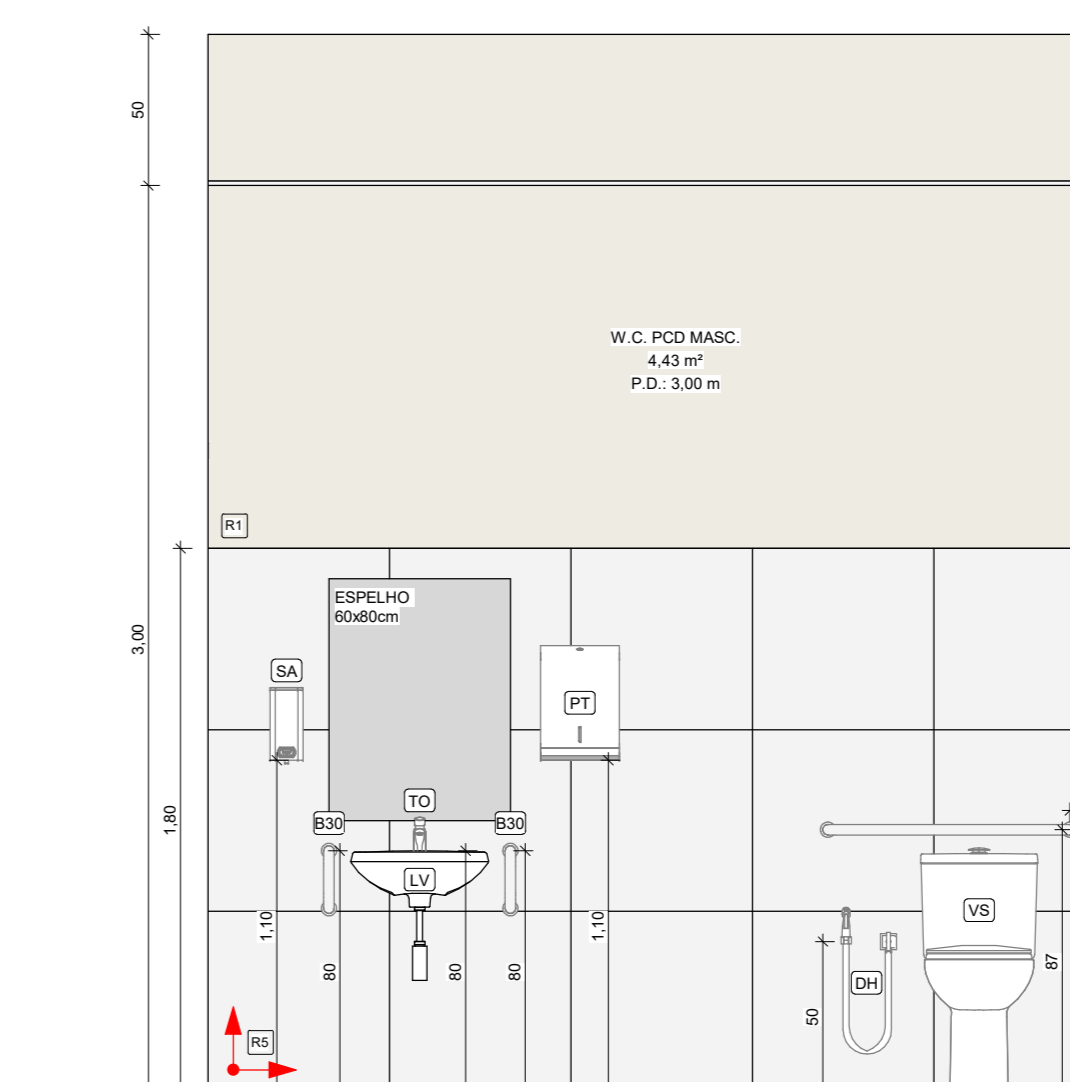 50
W.C. PCD MASC.
4,43 m²
P.D.: 3,00 m
R1
3,00
ESPELHO
60x80cm
SA
PT
TO
1,80
B30
B30
LV
VS
1,10
1,10
80
80
80
87
DH
50
R5